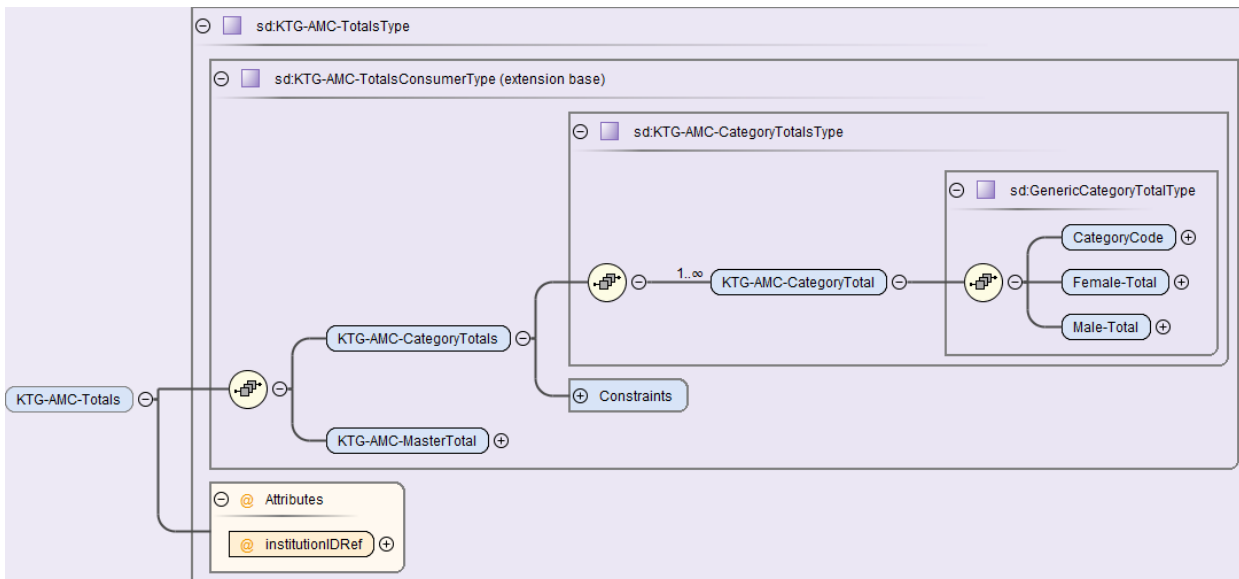 sd:KTG-AMC-TotalsType
sd:KTG-AMC-TotalsConsumerType (extension base)
sd:KTG-AMC-CategoryTotalsType
sd:GenericCategoryTotalType
CategoryCode
1..∞
KTG-AMC-CategoryTotal
Female-Total
Male-Total
KTG-AMC-CategoryTotals
Constraints
KTG-AMC-Totals
KTG-AMC-MasterTotal
@ Attributes
@ institutionIDRef